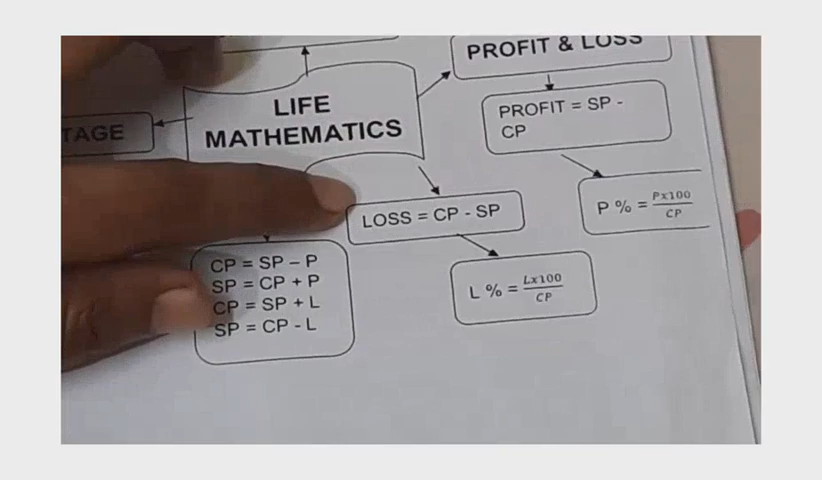 PROFIT & LOSS
LIFE
MATHEMATICS
TAGE
PROFIT = SP -
CP
P % = Px100
CP
LOSS = CP - SP
L % = Lx100
CP
CP = SP – P
SP = CP + P
CP = SP + L
SP = CP - L